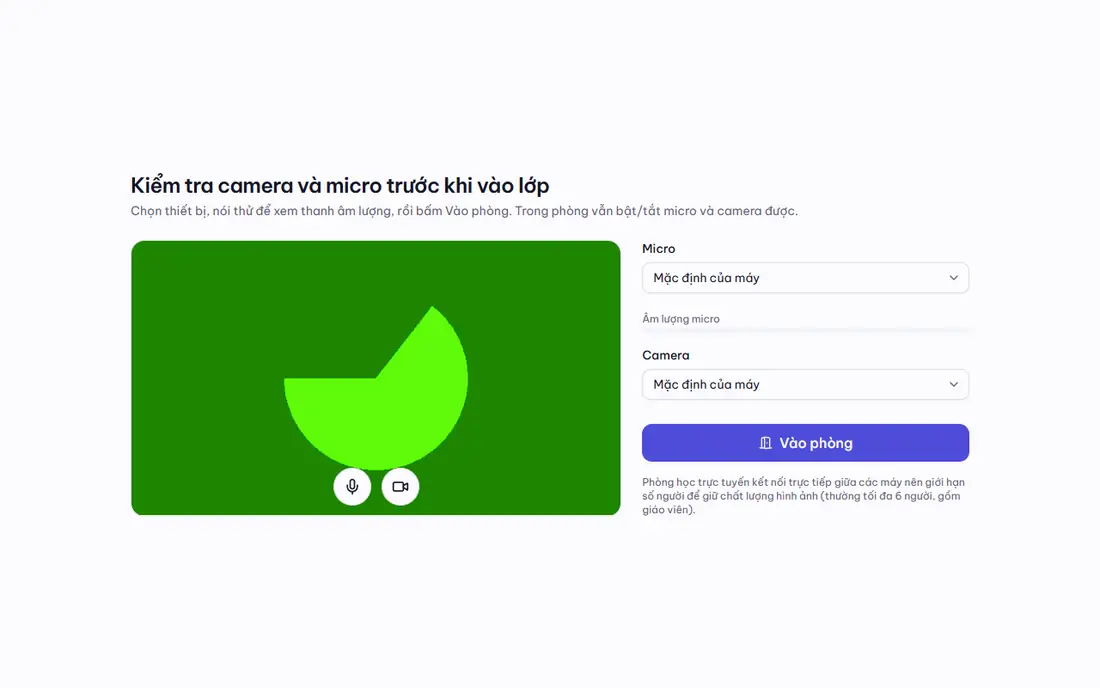 Kiểm tra camera và micro trước khi vào lớp
Chọn thiết bị, nói thử để xem thanh âm lượng, rồi bấm Vào phòng. Trong phòng vẫn bật/tắt micro và camera được.
Micro
Mặc định của máy
Âm lượng micro
Camera
Mặc định của máy
Vào phòng
Phòng học trực tuyến kết nối trực tiếp giữa các máy nên giới hạn
số người để giữ chất lượng hình ảnh (thường tối đa 6 người, gồm
giáo viên).